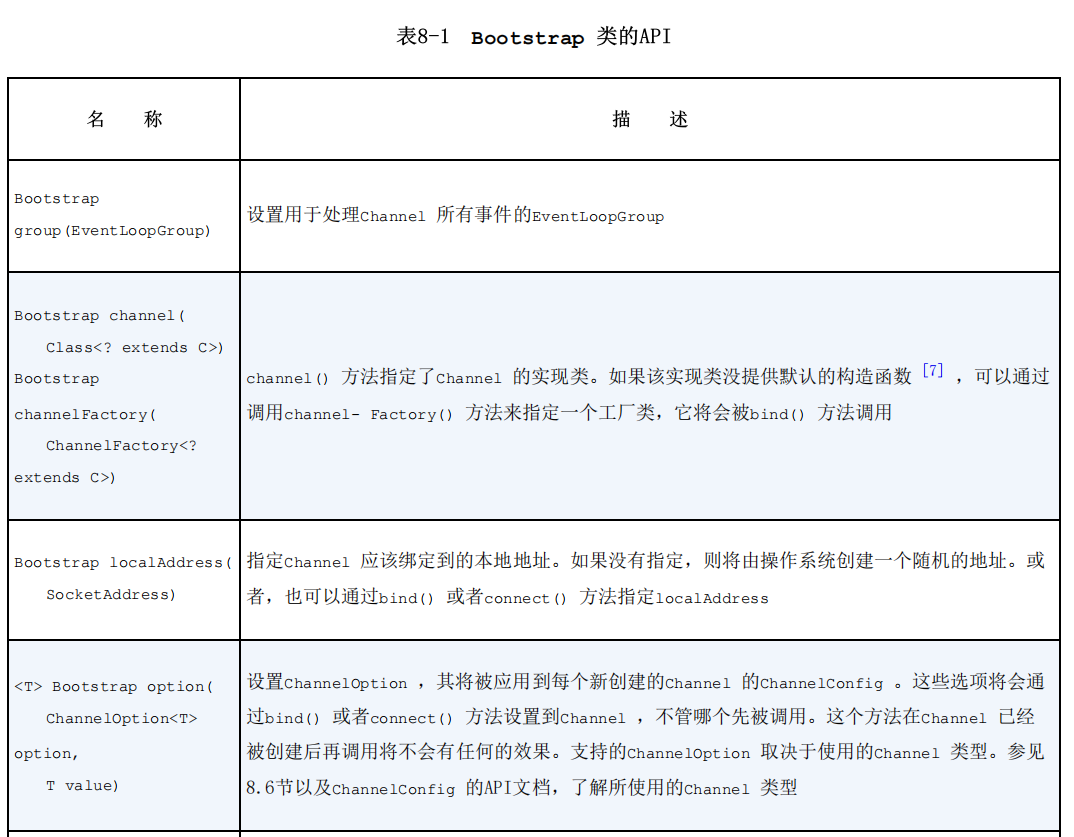 表8-1 Bootstrap 类的API
名 称
描 述
Bootstrap
group(EventLoopGroup)
设置用于处理Channel 所有事件的EventLoopGroup
Bootstrap channel(
Class<? extends C>)
Bootstrap
channelFactory(
ChannelFactory<?
extends C>)
channel() 方法指定了Channel 的实现类。如果该实现类没提供默认的构造函数 [7] ，可以通过
调用channel- Factory() 方法来指定一个工厂类，它将会被bind() 方法调用
Bootstrap localAddress(
SocketAddress)
指定Channel 应该绑定到的本地地址。如果没有指定，则将由操作系统创建一个随机的地址。或
者，也可以通过bind() 或者connect() 方法指定localAddress
<T> Bootstrap option(
ChannelOption<T>
option,
T value)
设置ChannelOption ，其将被应用到每个新创建的Channel 的ChannelConfig 。这些选项将会通
过bind() 或者connect() 方法设置到Channel ，不管哪个先被调用。这个方法在Channel 已经
被创建后再调用将不会有任何的效果。支持的ChannelOption 取决于使用的Channel 类型。参见
8.6节以及ChannelConfig 的API文档，了解所使用的Channel 类型